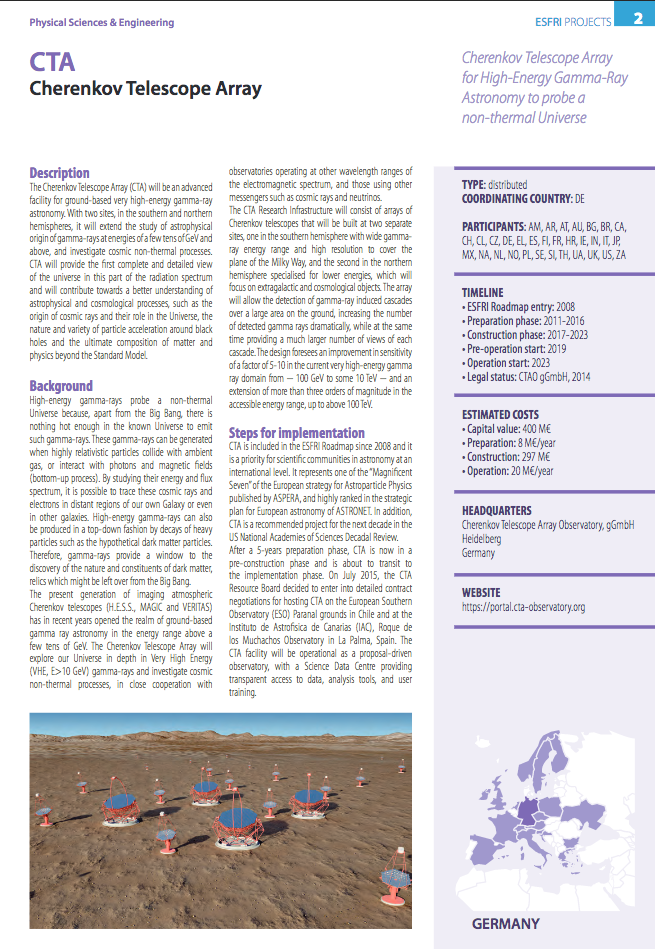 Physical Sciences & Engineering
ESFRI PROJECTS 2
CTA
Cherenkov Telescope Array
Cherenkov Telescope Array
for High-Energy Gamma-Ray
Astronomy to probe a
non-thermal Universe
Description
The Cherenkov Telescope Array (CTA) will be an advanced
facility for ground-based very high-energy gamma-ray
astronomy. With two sites, in the southern and northern
hemispheres, it will extend the study of astrophysical
origin of gamma-rays at energies of a few tens of GeV and
above, and investigate cosmic non-thermal processes.
CTA will provide the first complete and detailed view
of the universe in this part of the radiation spectrum
and will contribute towards a better understanding of
astrophysical and cosmological processes, such as the
origin of cosmic rays and their role in the Universe, the
nature and variety of particle acceleration around black
holes and the ultimate composition of matter and
physics beyond the Standard Model.
Background
High-energy gamma-rays probe a non-thermal
Universe because, apart from the Big Bang, there is
nothing hot enough in the known Universe to emit
such gamma-rays. These gamma-rays can be generated
when highly relativistic particles collide with ambient
gas, or interact with photons and magnetic fields
(bottom-up process). By studying their energy and flux
spectrum, it is possible to trace these cosmic rays and
electrons in distant regions of our own Galaxy or even
in other galaxies. High-energy gamma-rays can also
be produced in a top-down fashion by decays of heavy
particles such as the hypothetical dark matter particles.
Therefore, gamma-rays provide a window to the
discovery of the nature and constituents of dark matter,
relics which might be left over from the Big Bang.
The present generation of imaging atmospheric
Cherenkov telescopes (H.E.S.S., MAGIC and VERITAS)
has in recent years opened the realm of ground-based
gamma ray astronomy in the energy range above a
few tens of GeV. The Cherenkov Telescope Array will
explore our Universe in depth in Very High Energy
(VHE, E>10 GeV) gamma-rays and investigate cosmic
non-thermal processes, in close cooperation with
observatories operating at other wavelength ranges of
the electromagnetic spectrum, and those using other
messengers such as cosmic rays and neutrinos.
The CTA Research Infrastructure will consist of arrays of
Cherenkov telescopes that will be built at two separate
sites, one in the southern hemisphere with wide gamma-
ray energy range and high resolution to cover the
plane of the Milky Way, and the second in the northern
hemisphere specialised for lower energies, which will
focus on extragalactic and cosmological objects. The array
will allow the detection of gamma-ray induced cascades
over a large area on the ground, increasing the number
of detected gamma rays dramatically, while at the same
time providing a much larger number of views of each
cascade. The design foresees an improvement in sensitivity
of a factor of 5-10 in the current very high-energy gamma
ray domain from — 100 GeV to some 10 TeV — and an
extension of more than three orders of magnitude in the
accessible energy range, up to above 100 TeV.
Steps for implementation
CTA is included in the ESFRI Roadmap since 2008 and it
is a priority for scientific communities in astronomy at an
international level. It represents one of the "Magnificent
Seven" of the European strategy for Astroparticle Physics
published by ASPERA, and highly ranked in the strategic
plan for European astronomy of ASTRONET. In addition,
CTA is a recommended project for the next decade in the
US National Academies of Sciences Decadal Review.
After a 5-years preparation phase, CTA is now in a
pre-construction phase and is about to transit to
the implementation phase. On July 2015, the CTA
Resource Board decided to enter into detailed contract
negotiations for hosting CTA on the European Southern
Observatory (ESO) Paranal grounds in Chile and at the
Institute de Astrofisica de Canarias (IAC), Roque de
los Muchachos Observatory in La Palma, Spain. The
CTA facility will be operational as a proposal-driven
observatory, with a Science Data Centre providing
transparent access to data, analysis tools, and user
training.
TYPE: distributed
COORDINATING COUNTRY: DE
PARTICIPANTS: AM, AR, AT, AU, BG, BR, CA,
CH, CL, CZ, DE, EL, ES, FI, FR, HR, IE, IN, IT, JP,
MX, NA, NL, NO, PL, SE, SI, TH, UA, UK, US, ZA
TIMELINE
• ESFRI Roadmap entry: 2008
• Preparation phase: 2011-2016
• Construction phase: 2017-2023
• Pre-operation start: 2019
• Operation start: 2023
• Legal status: CTAO gGmbH, 2014
ESTIMATED COSTS
• Capital value: 400 M€
• Preparation: 8 M€/year
• Construction: 297 M€
• Operation: 20 M€/year
HEADQUARTERS
Cherenkov Telescope Array Observatory, gGmbH
Heidelberg
Germany
WEBSITE
https://portal.cta-observatory.org
GERMANY